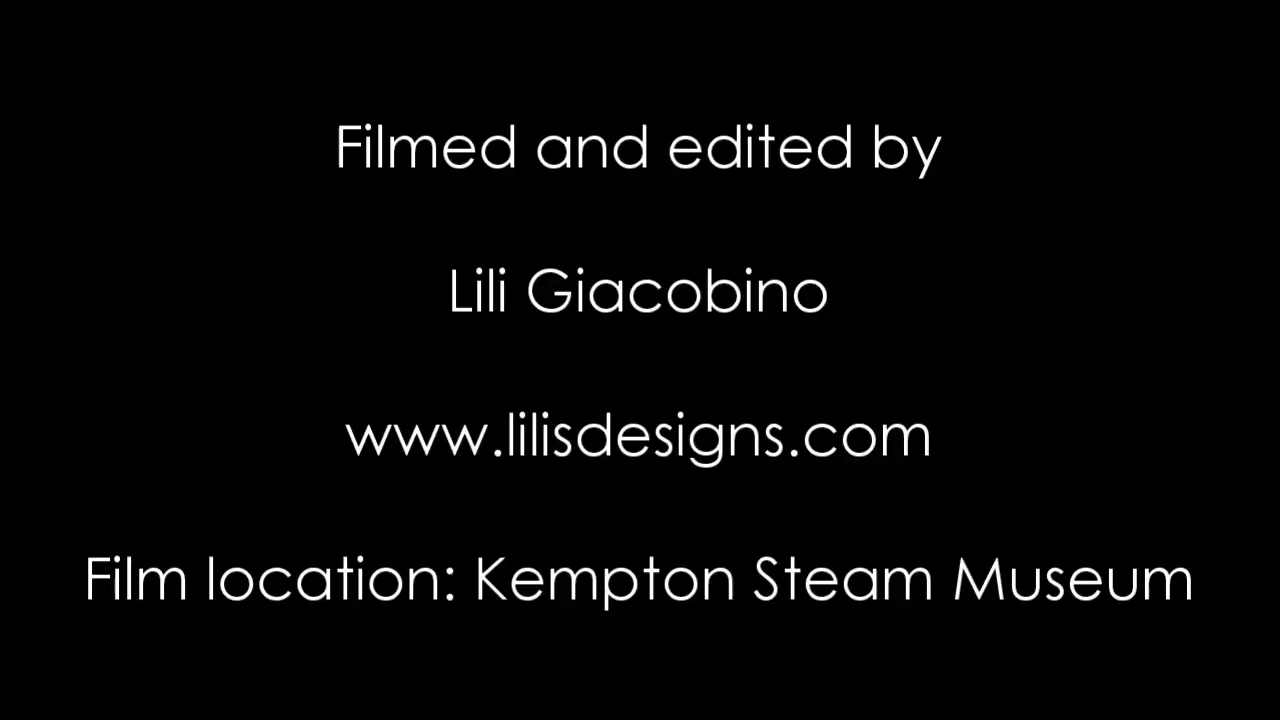 Filmed and edited by
Lili Giacobino
www.lilisdesigns.com
Film location: Kempton Steam Museum